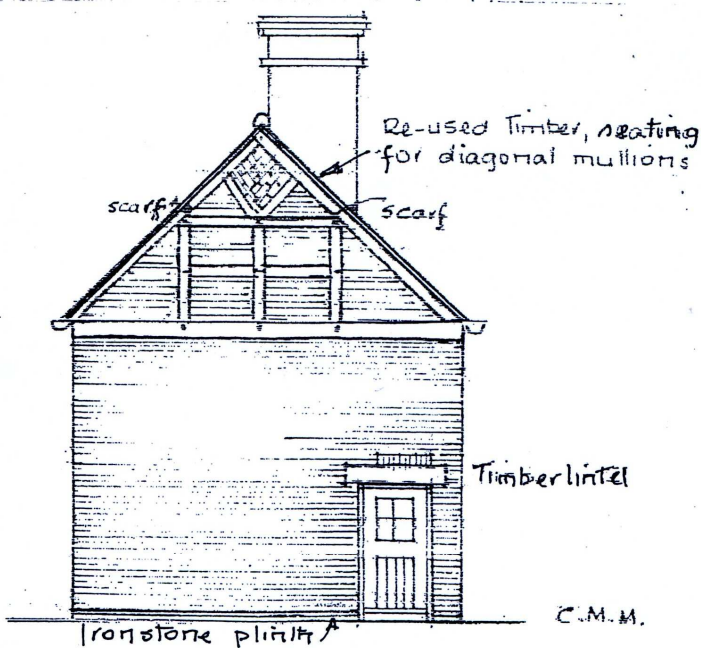 Re-used Timber, seating
for diagonal mullions
scarf
scarf
Timber lintel
C.M.M.
Ironstone plinth